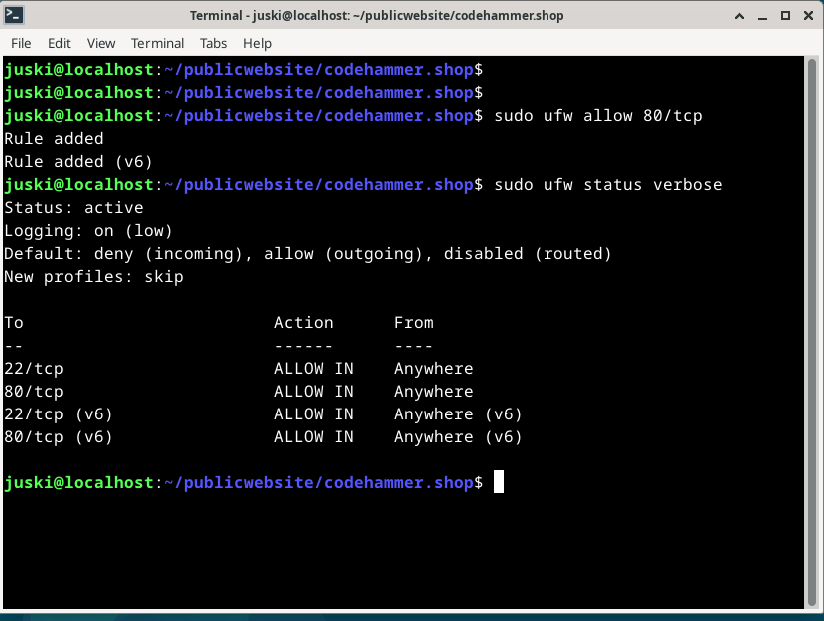 Terminal - juski@localhost: ~/publicwebsite/codehammer.shop
File Edit View Terminal Tabs Help
juski@localhost:~/publicwebsite/codehammer.shop$
juski@localhost:~/publicwebsite/codehammer.shop$
juski@localhost:~/publicwebsite/codehammer.shop$ sudo ufw allow 80/tcp
Rule added
Rule added (v6)
juski@localhost:~/publicwebsite/codehammer.shop$ sudo ufw status verbose
Status: active
Logging: on (low)
Default: deny (incoming), allow (outgoing), disabled (routed)
New profiles: skip
To                         Action      From
--                         ------      ----
22/tcp                     ALLOW IN    Anywhere
80/tcp                     ALLOW IN    Anywhere
22/tcp (v6)                ALLOW IN    Anywhere (v6)
80/tcp (v6)                ALLOW IN    Anywhere (v6)
juski@localhost:~/publicwebsite/codehammer.shop$